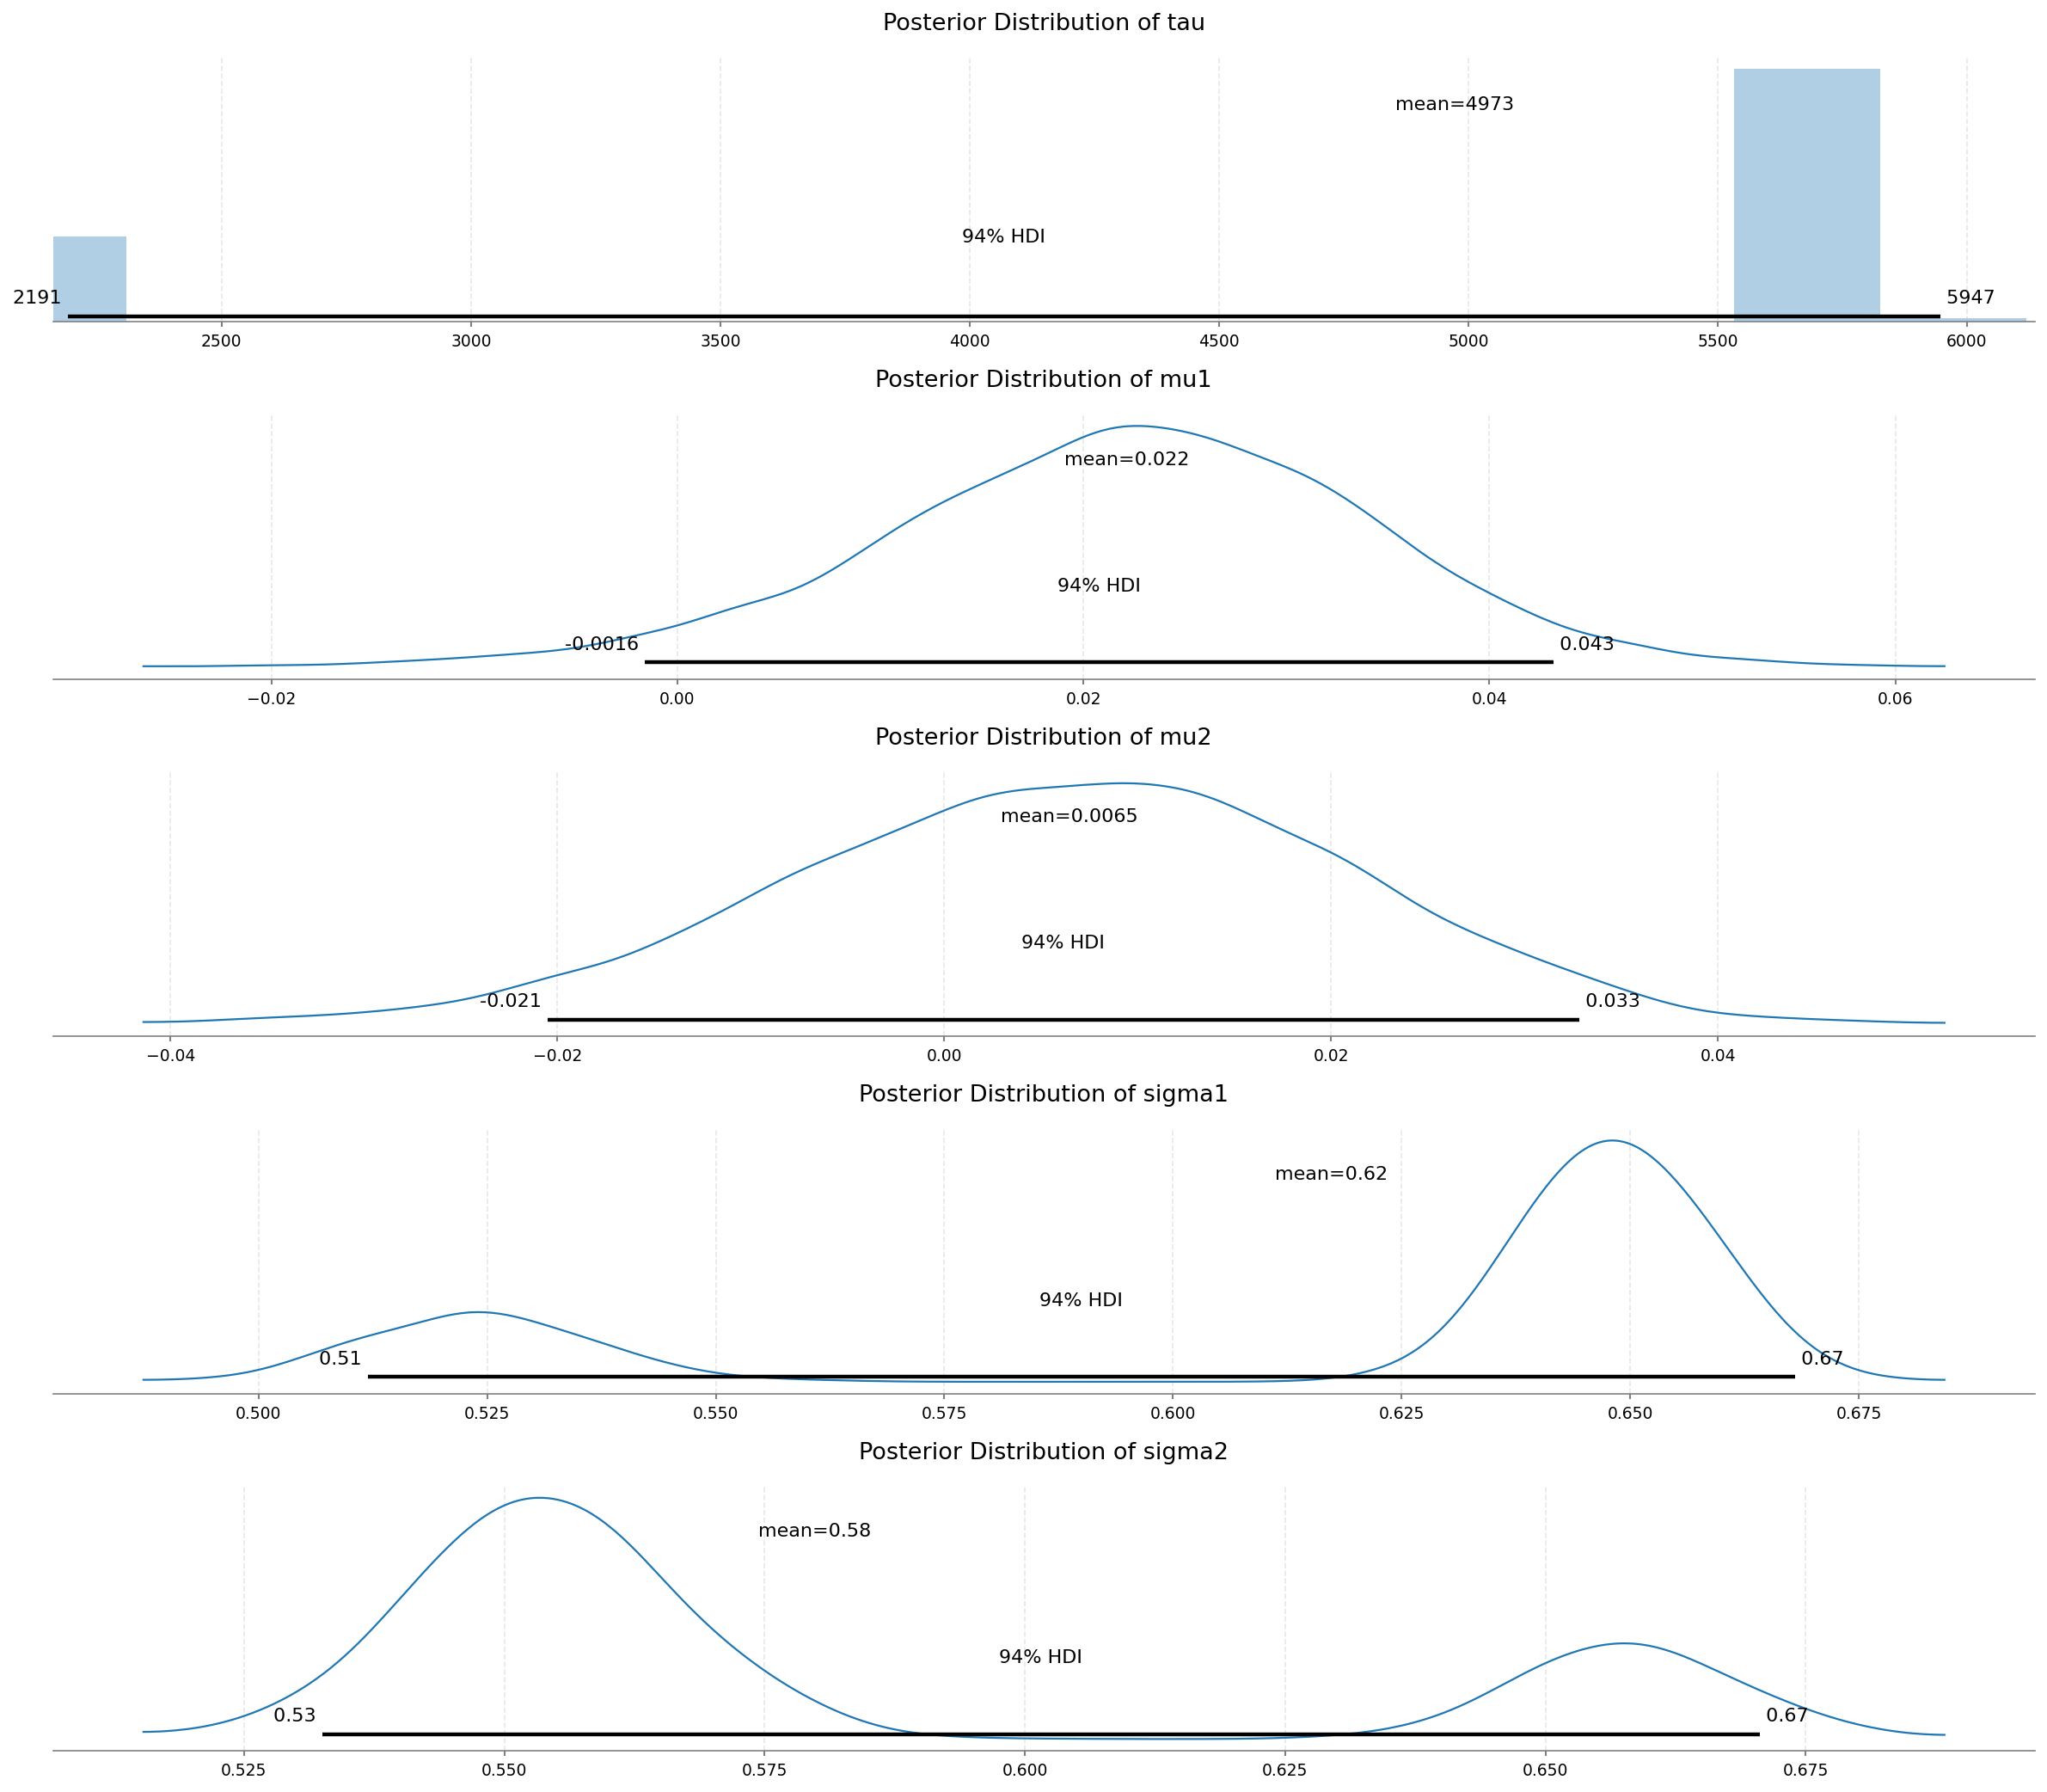 Posterior Distribution of tau
mean=4973
94% HDI
2191
5947
2500 3000 3500 4000 4500 5000 5500 6000
Posterior Distribution of mu1
mean=0.022
94% HDI
-0.0016
0.043
−0.02 0.00 0.02 0.04 0.06
Posterior Distribution of mu2
mean=0.0065
94% HDI
-0.021
0.033
−0.04 −0.02 0.00 0.02 0.04
Posterior Distribution of sigma1
mean=0.62
94% HDI
0.51
0.67
0.500 0.525 0.550 0.575 0.600 0.625 0.650 0.675
Posterior Distribution of sigma2
mean=0.58
94% HDI
0.53
0.67
0.525 0.550 0.575 0.600 0.625 0.650 0.675